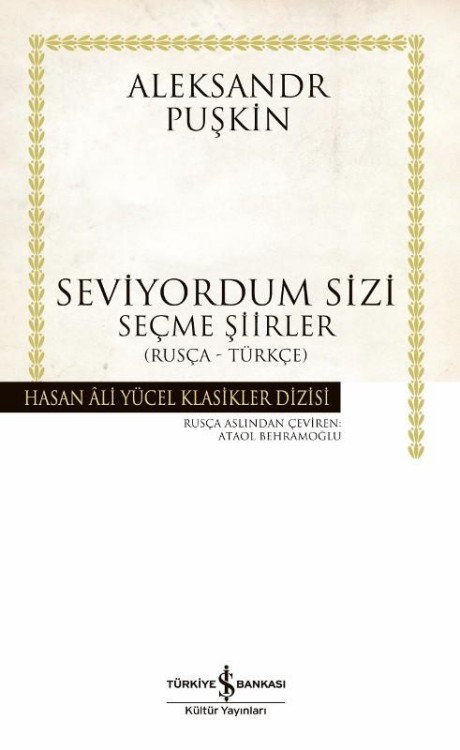 ALEKSANDR
PUŞKİN
SEVİYORDUM SİZİ
SEÇME ŞİİRLER
(RUSÇA - TÜRKÇE)
HASAN ÂLİ YÜCEL KLASİKLER DİZİSİ
RUSÇA ASLINDAN ÇEVİREN:
ATAOL BEHRAMOĞLU
TÜRKİYE İŞ BANKASI
Kültür Yayınları